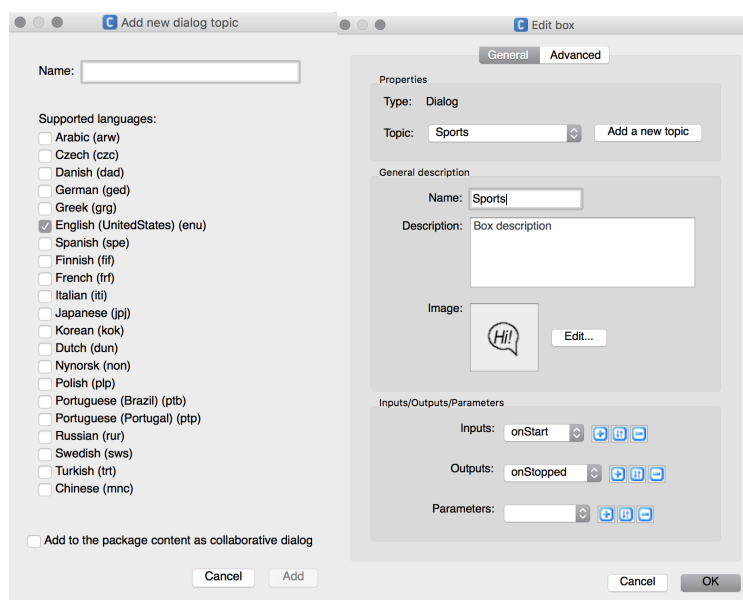 Add new dialog topic
Name:
Supported languages:
Arabic (arw)
Czech (czc)
Danish (dad)
German (ged)
Greek (grg)
English (UnitedStates) (enu)
Spanish (spe)
Finnish (fif)
French (frf)
Italian (iti)
Japanese (jpj)
Korean (kok)
Dutch (dun)
Nynorsk (non)
Polish (plp)
Portuguese (Brazil) (ptb)
Portuguese (Portugal) (ptp)
Russian (rur)
Swedish (sws)
Turkish (trt)
Chinese (mnc)
Add to the package content as collaborative dialog
Cancel Add
Edit box
General Advanced
Properties
Type: Dialog
Topic: Sports Add a new topic
General description
Name: Sports
Description: Box description
Image: Hi! Edit...
Inputs/Outputs/Parameters
Inputs: onStart
Outputs: onStopped
Parameters:
Cancel OK